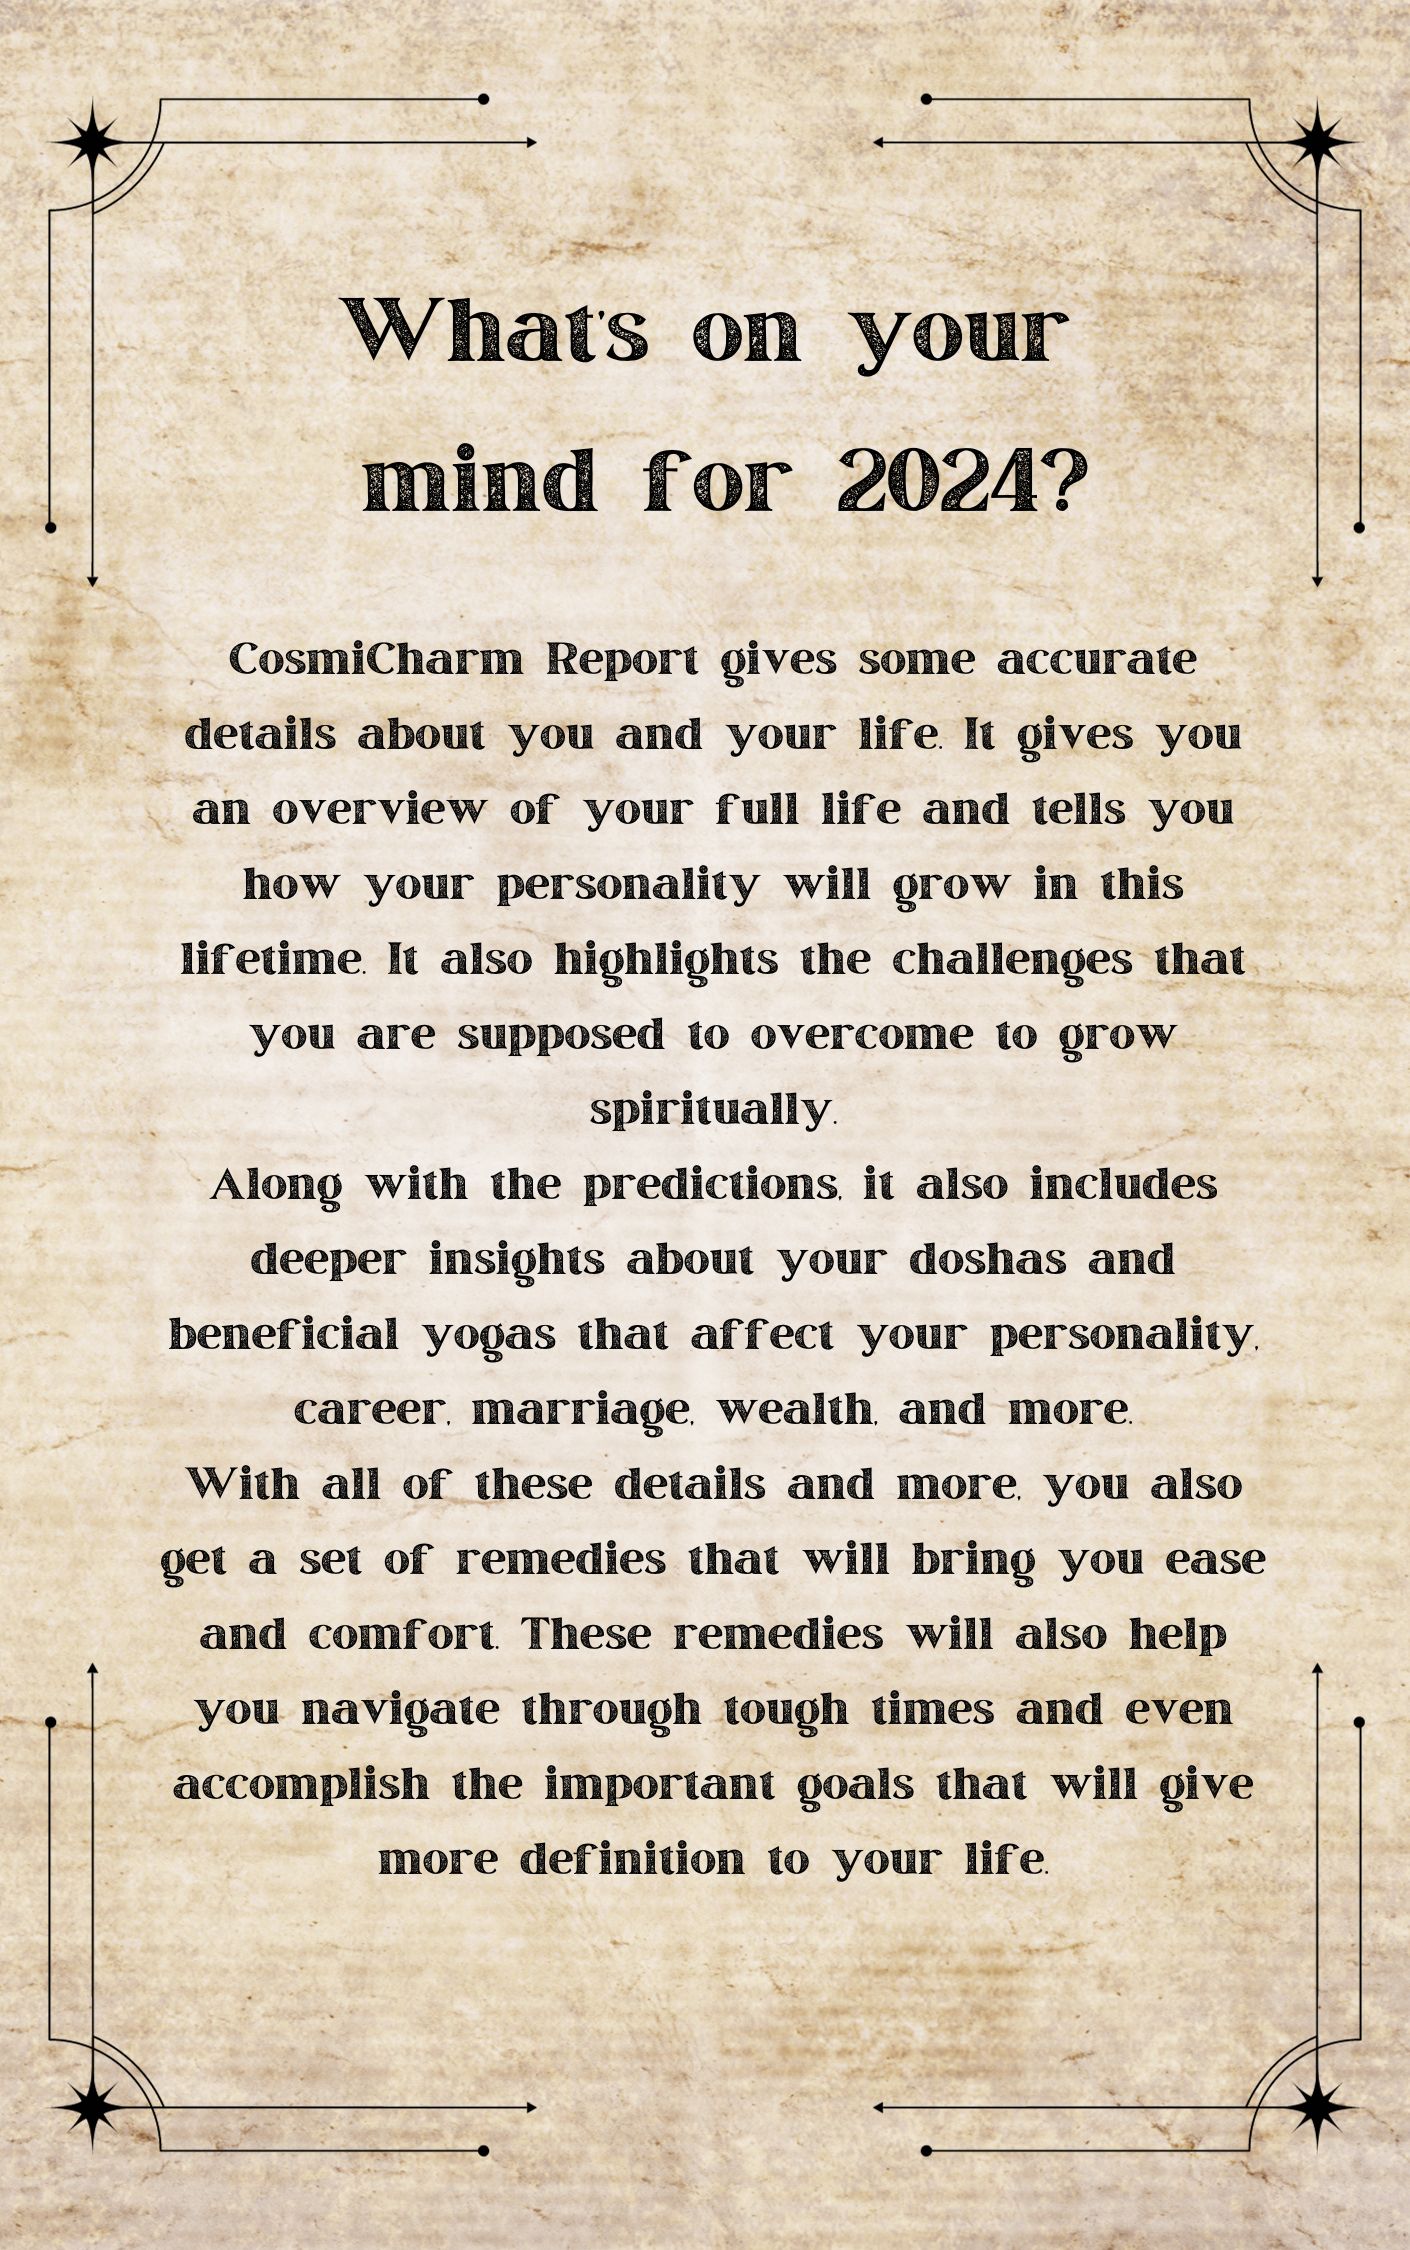 What's on your
mind for 2024?
CosmiCharm Report gives some accurate
details about you and your life. It gives you
an overview of your full life and tells you
how your personality will grow in this
lifetime. It also highlights the challenges that
you are supposed to overcome to grow
spiritually.
Along with the predictions, it also includes
deeper insights about your doshas and
beneficial yogas that affect your personality,
career, marriage, wealth, and more.
With all of these details and more, you also
get a set of remedies that will bring you ease
and comfort. These remedies will also help
you navigate through tough times and even
accomplish the important goals that will give
more definition to your life.